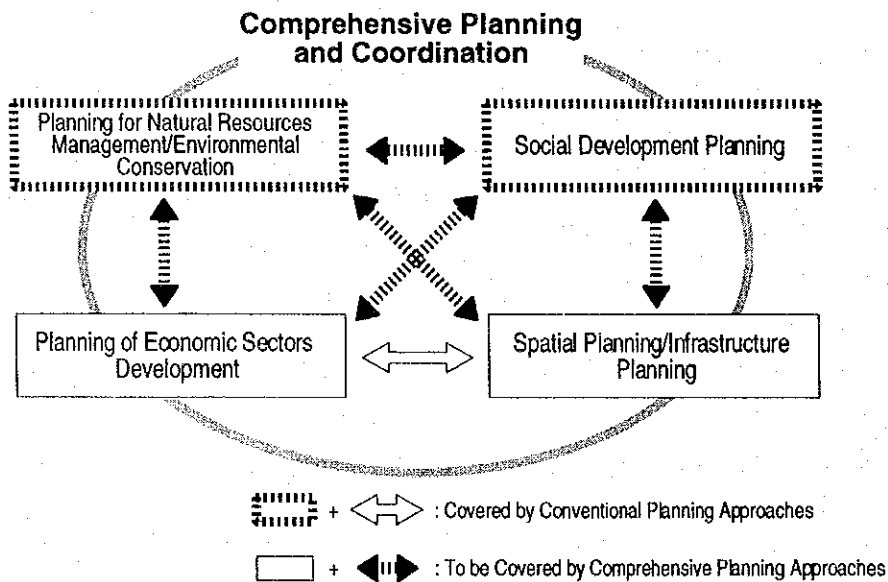 Comprehensive Planning
and Coordination
Planning for Natural Resources
Management/Environmental
Conservation
Social Development Planning
Planning of Economic Sectors
Development
Spatial Planning/Infrastructure
Planning
+ : Covered by Conventional Planning Approaches
+ : To be Covered by Comprehensive Planning Approaches